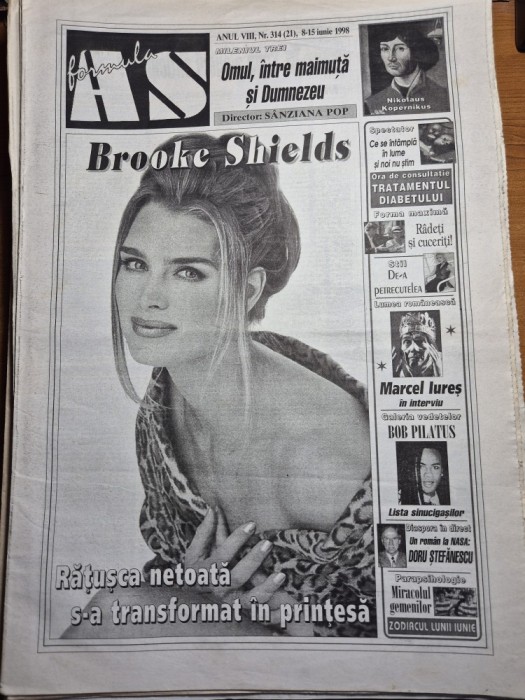 formula
AS
ANUL VIII, Nr. 314 (21), 8-15 iunie 1998
MILENIUL TREI
Omul, între maimuță
și Dumnezeu
Director: SÂNZIANA POP
Nikolaus
Kopernikus
Brooke Shields
Spectator
Ce se întâmplă
în lume
și noi nu știm
Ora de consultație
TRATAMENTUL
DIABETULUI
Forma maximă
Râdeți
și cuceriți!
Stil
De-a
petrecutelea
Lumea românească
Marcel Iureș
în interviu
Galeria vedetelor
BOB PILATUS
Lista sinucigașilor
Diaspora în direct
Un român la NASA:
DORU ȘTEFĂNESCU
Parapsihologie
Miracolul
gemenilor
ZODIACUL LUNII IUNIE
Rățușca netoată
s-a transformat în prințesă